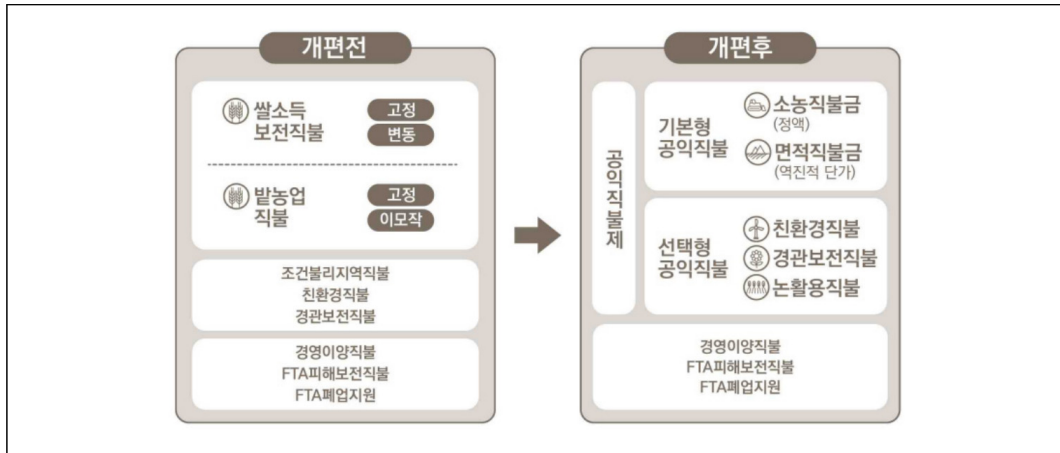 개편전
쌀소득
보전직불
고정
변동
밭농업
직불
고정
이모작
조건불리지역직불
친환경직불
경관보전직불
경영이양직불
FTA피해보전직불
FTA폐업지원
개편후
공익직불제
기본형
공익직불
소농직불금
(정액)
면적직불금
(역진적 단가)
선택형
공익직불
친환경직불
경관보전직불
논활용직불
경영이양직불
FTA피해보전직불
FTA폐업지원